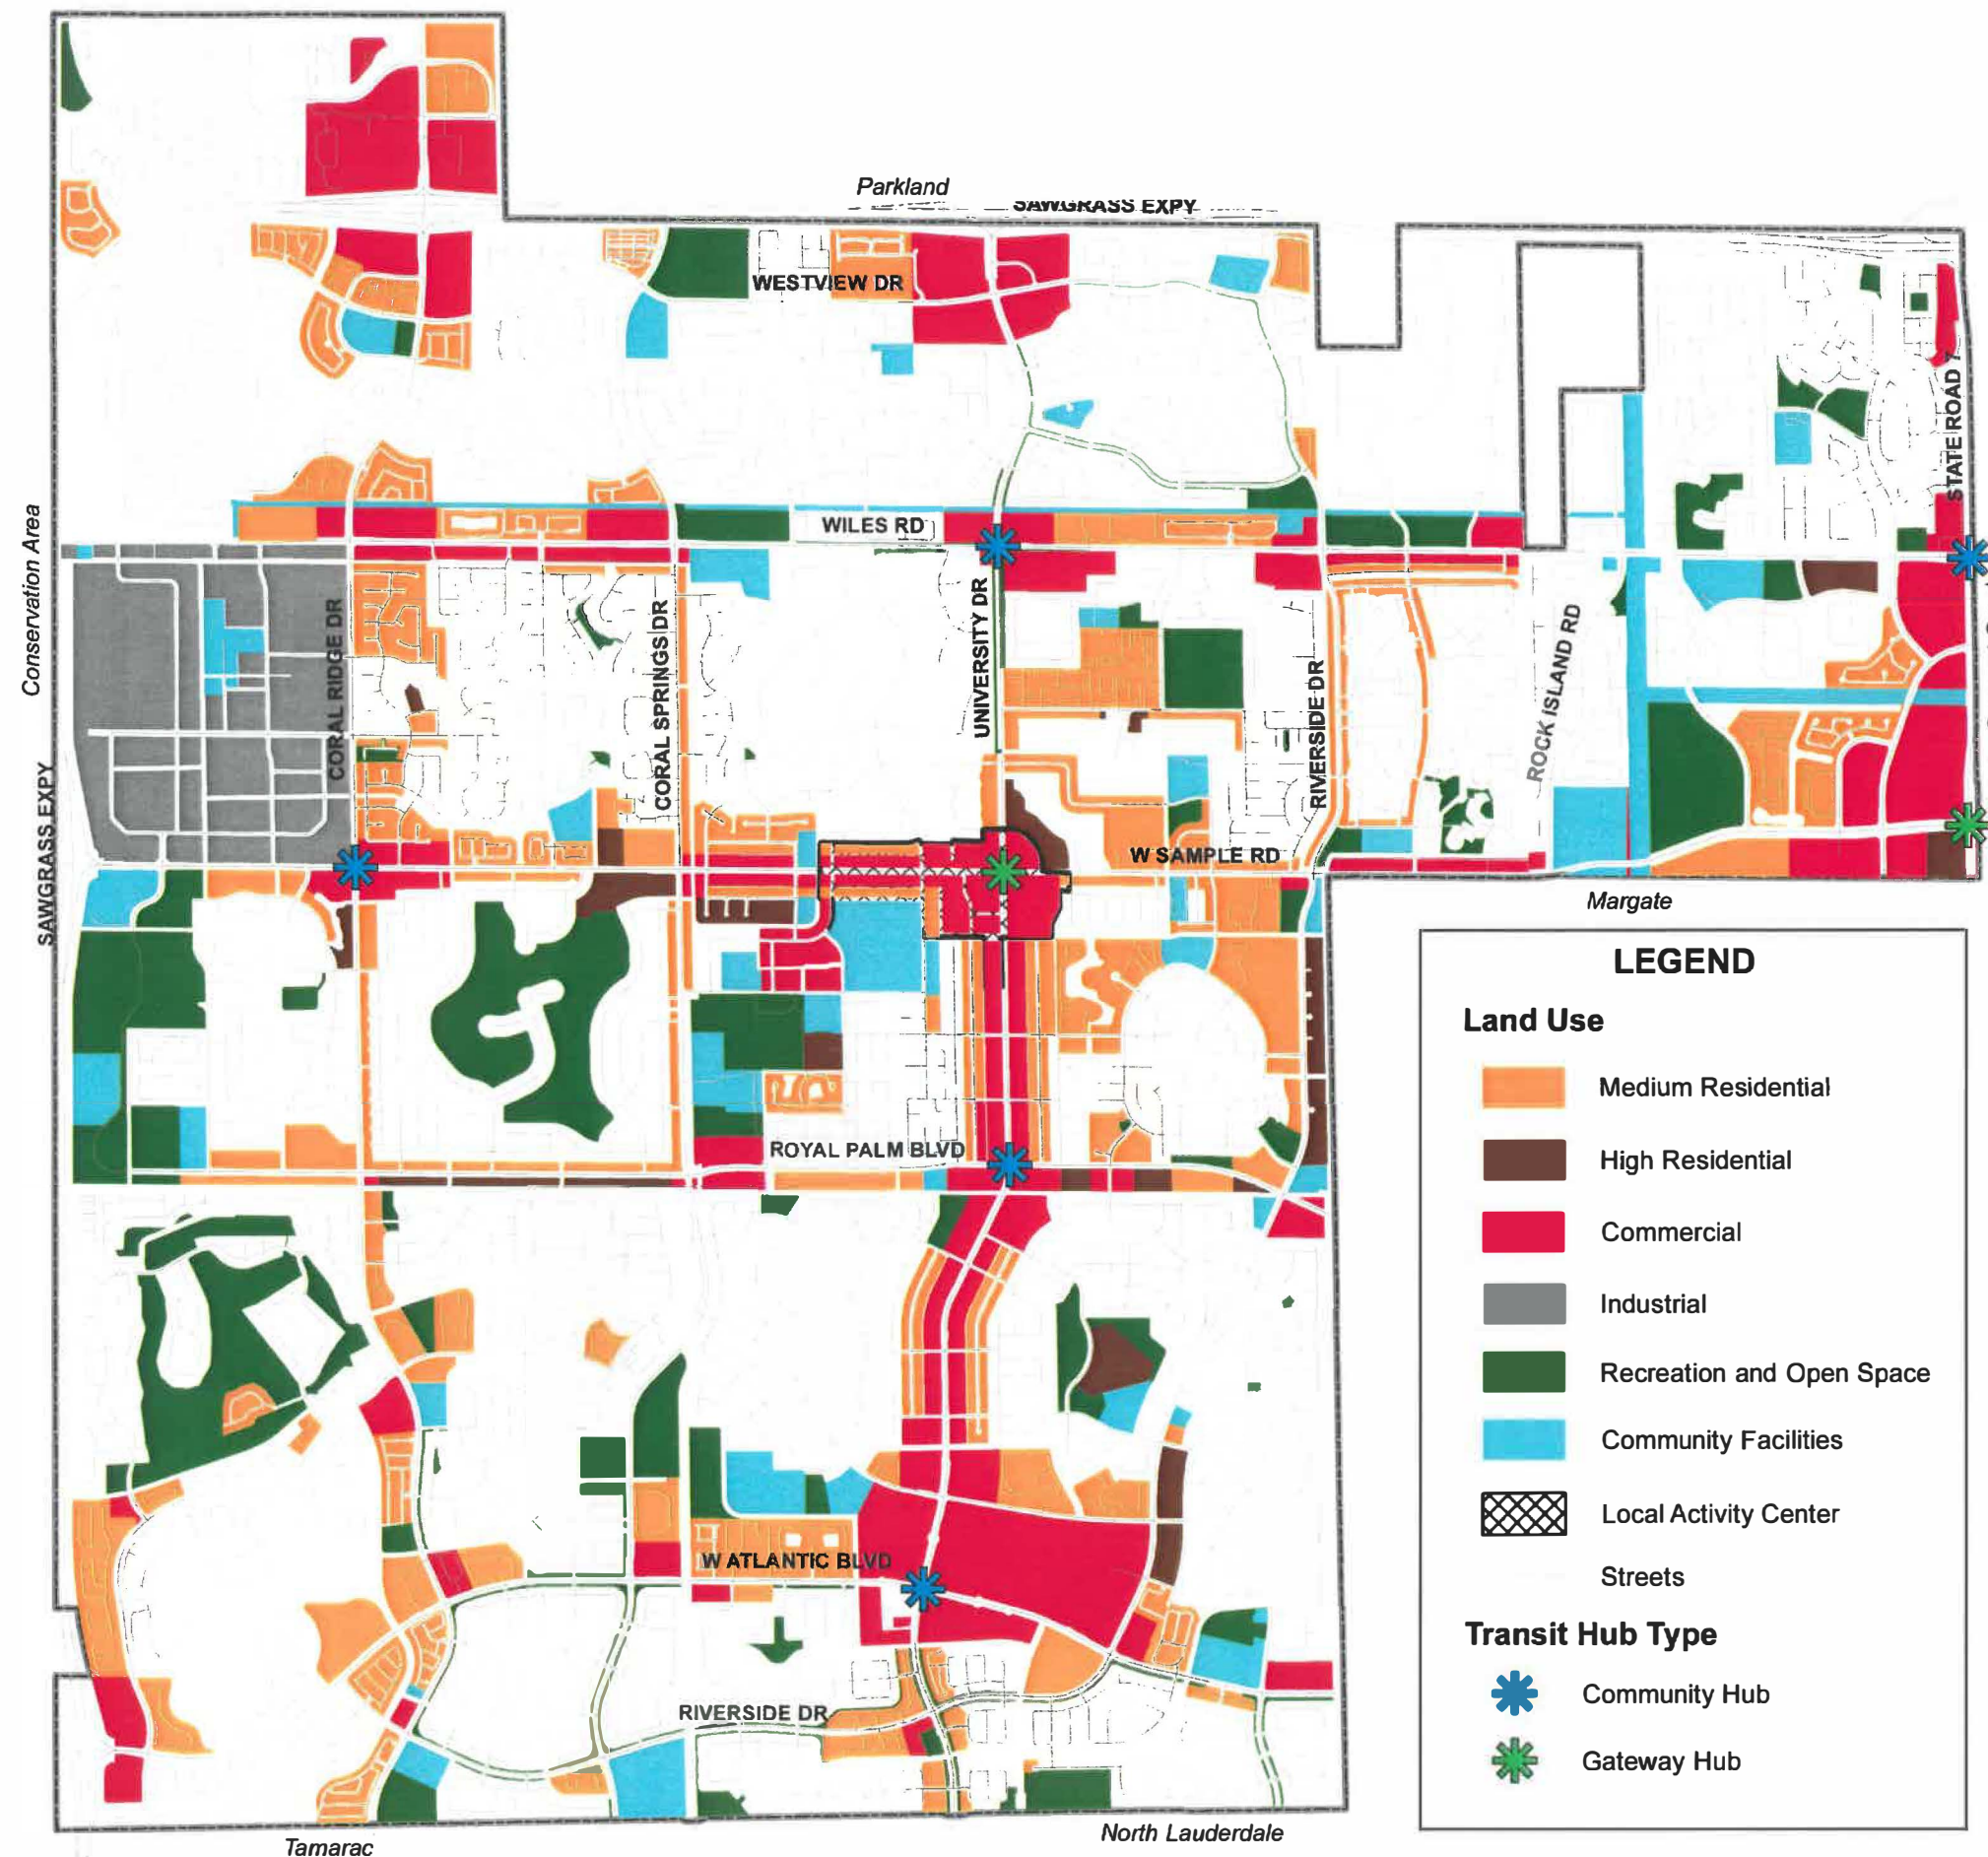 Parkland
SAWGRASS EXPY
WESTVIEW DR
STATE ROAD 7
Conservation Area
WILES RD
CORAL RIDGE DR
CORAL SPRINGS DR
UNIVERSITY DR
RIVERSIDE DR
ROCK ISLAND RD
SAWGRASS EXPY
W SAMPLE RD
Margate
ROYAL PALM BLVD
W ATLANTIC BLVD
RIVERSIDE DR
Tamarac
North Lauderdale
LEGEND
Land Use
Medium Residential
High Residential
Commercial
Industrial
Recreation and Open Space
Community Facilities
Local Activity Center
Streets
Transit Hub Type
Community Hub
Gateway Hub